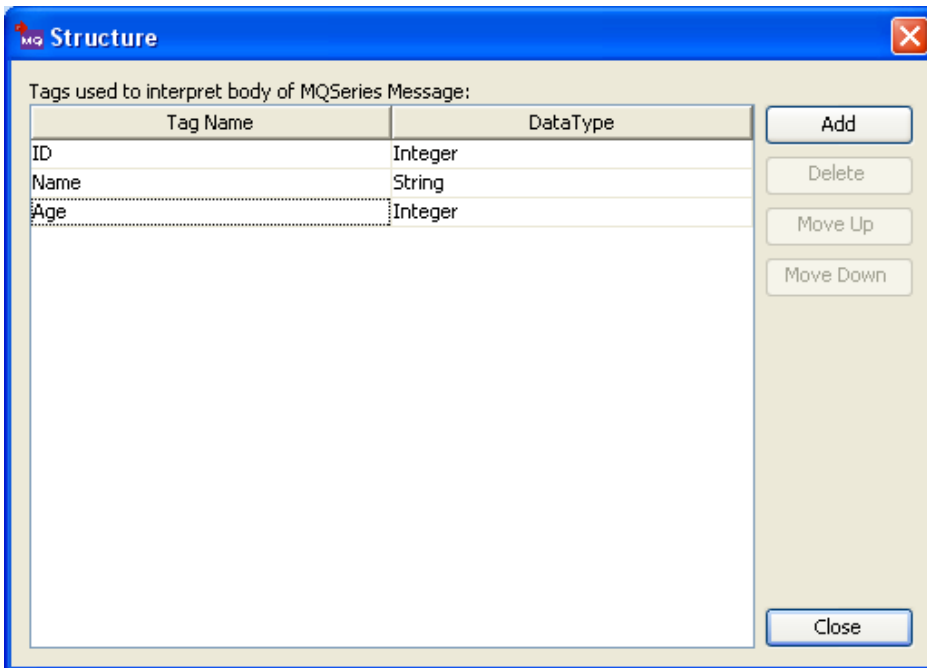 MQ Structure
Tags used to interpret body of MQSeries Message:
Tag Name DataType
ID Integer
Name String
Age Integer
Add
Delete
Move Up
Move Down
Close